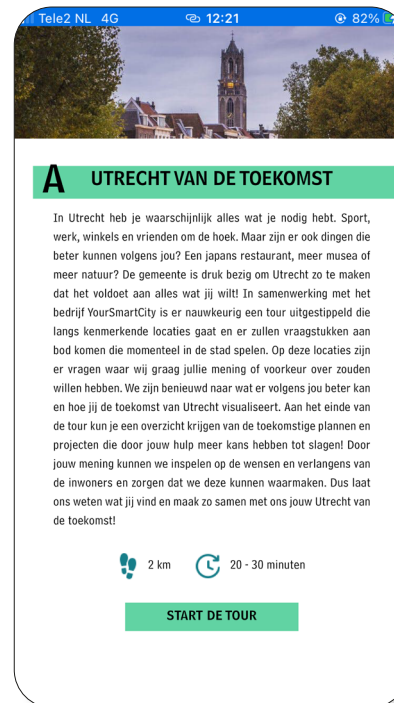 Tele2 NL 4G 12:21 82%
A UTRECHT VAN DE TOEKOMST
In Utrecht heb je waarschijnlijk alles wat je nodig hebt. Sport,
werk, winkels en vrienden om de hoek. Maar zijn er ook dingen die
beter kunnen volgens jou? Een japans restaurant, meer musea of
meer natuur? De gemeente is druk bezig om Utrecht zo te maken
dat het voldoet aan alles wat jij wilt! In samenwerking met het
bedrijf YourSmartCity is er nauwkeurig een tour uitgestippeld die
langs kenmerkende locaties gaat en er zullen vraagstukken aan
bod komen die momenteel in de stad spelen. Op deze locaties zijn
er vragen waar wij graag jullie mening of voorkeur over zouden
willen hebben. We zijn benieuwd naar wat er volgens jou beter kan
en hoe jij de toekomst van Utrecht visualiseert. Aan het einde van
de tour kun je een overzicht krijgen van de toekomstige plannen en
projecten die door jouw hulp meer kans hebben tot slagen! Door
jouw mening kunnen we inspelen op de wensen en verlangens van
de inwoners en zorgen dat we deze kunnen waarmaken. Dus laat
ons weten wat jij vind en maak zo samen met ons jouw Utrecht van
de toekomst!
2 km 20 - 30 minuten
START DE TOUR